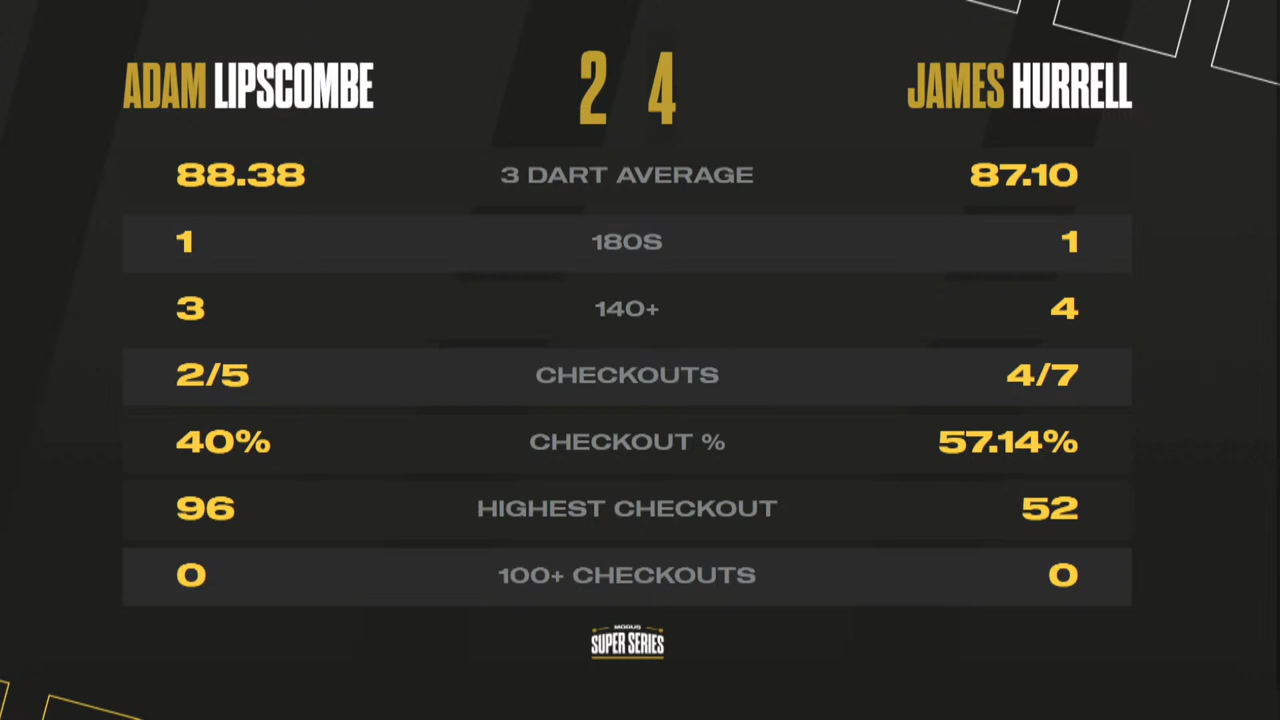 ADAM LIPSCOMBE 2 4 JAMES HURRELL
88.38 3 DART AVERAGE 87.10
1 180S 1
3 140+ 4
2/5 CHECKOUTS 4/7
40% CHECKOUT % 57.14%
96 HIGHEST CHECKOUT 52
0 100+ CHECKOUTS 0
MODUS
SUPER SERIES